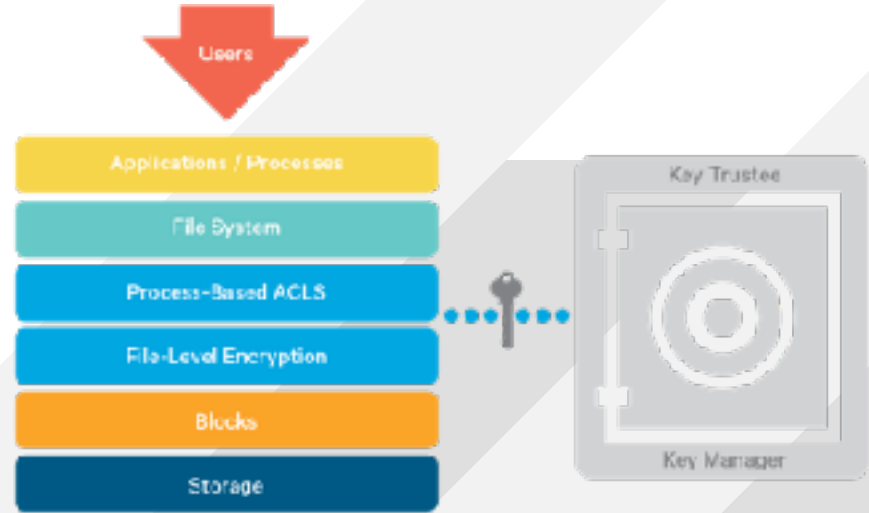 Users
Applications / Processes
File System
Process-Based ACLS
File-Level Encryption
Blocks
Storage
Key Trustee
Key Manager